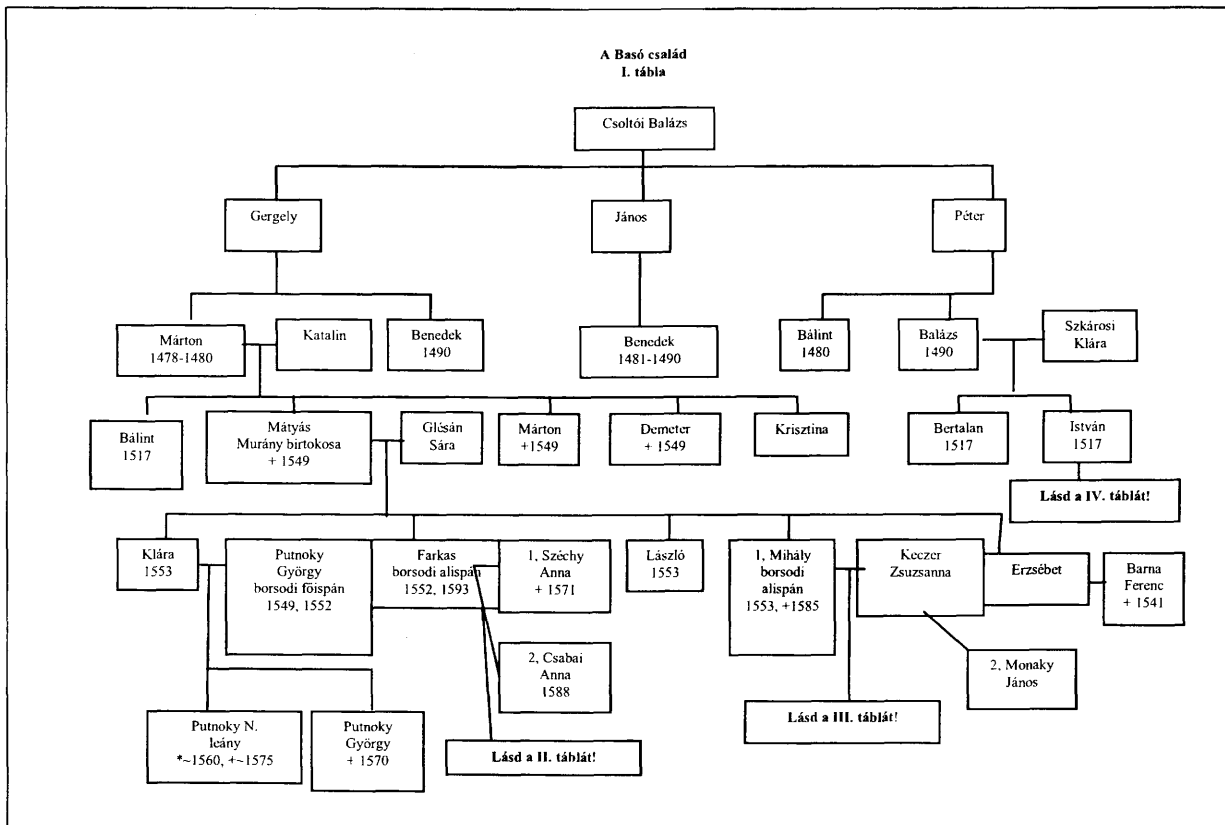 A Basó család
I. tábla
Csoltói Balázs
Gergely
János
Péter
Márton
1478-1480
Katalin
Benedek
1490
Benedek
1481-1490
Bálint
1480
Balázs
1490
Szkárosi
Klára
Bálint
1517
Mátyás
Murány birtokosa
+ 1549
Glésán
Sára
Márton
+1549
Demeter
+ 1549
Krisztina
Bertalan
1517
István
1517
Lásd a IV. táblát!
Klára
1553
Putnoky
György
borsodi főispán
1549, 1552
Farkas
borsodi alispán
1552, 1593
1, Széchy
Anna
+ 1571
László
1553
1, Mihály
borsodi
alispán
1553, +1585
Keczer
Zsuzsanna
Erzsébet
Barna
Ferenc
+ 1541
2, Csabai
Anna
1588
2, Monaky
János
Putnoky N.
leány
*~1560, +~1575
Putnoky
György
+ 1570
Lásd a II. táblát!
Lásd a III. táblát!